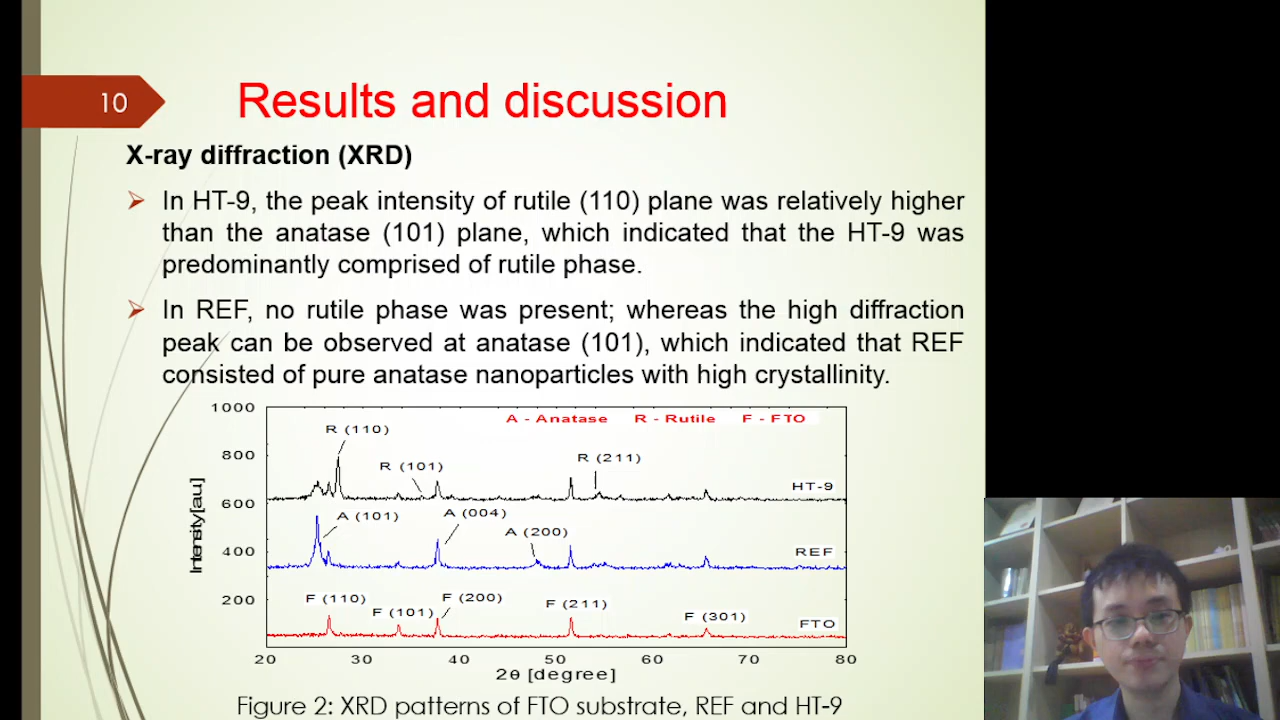 10
Results and discussion
X-ray diffraction (XRD)
In HT-9, the peak intensity of rutile (110) plane was relatively higher
than the anatase (101) plane, which indicated that the HT-9 was
predominantly comprised of rutile phase.
In REF, no rutile phase was present; whereas the high diffraction
peak can be observed at anatase (101), which indicated that REF
consisted of pure anatase nanoparticles with high crystallinity.
1000
A - Anatase R - Rutile F - FTO
R (110)
800
R (101)
R (211)
HT-9
600
A (101)
A (004)
A (200)
400
REF
200
F (110)
F (101)
F (200)
F (211)
F (301)
FTO
Intensity[a.u.]
20 30 40 50 60 70 80
2θ [degree]
Figure 2: XRD patterns of FTO substrate, REF and HT-9